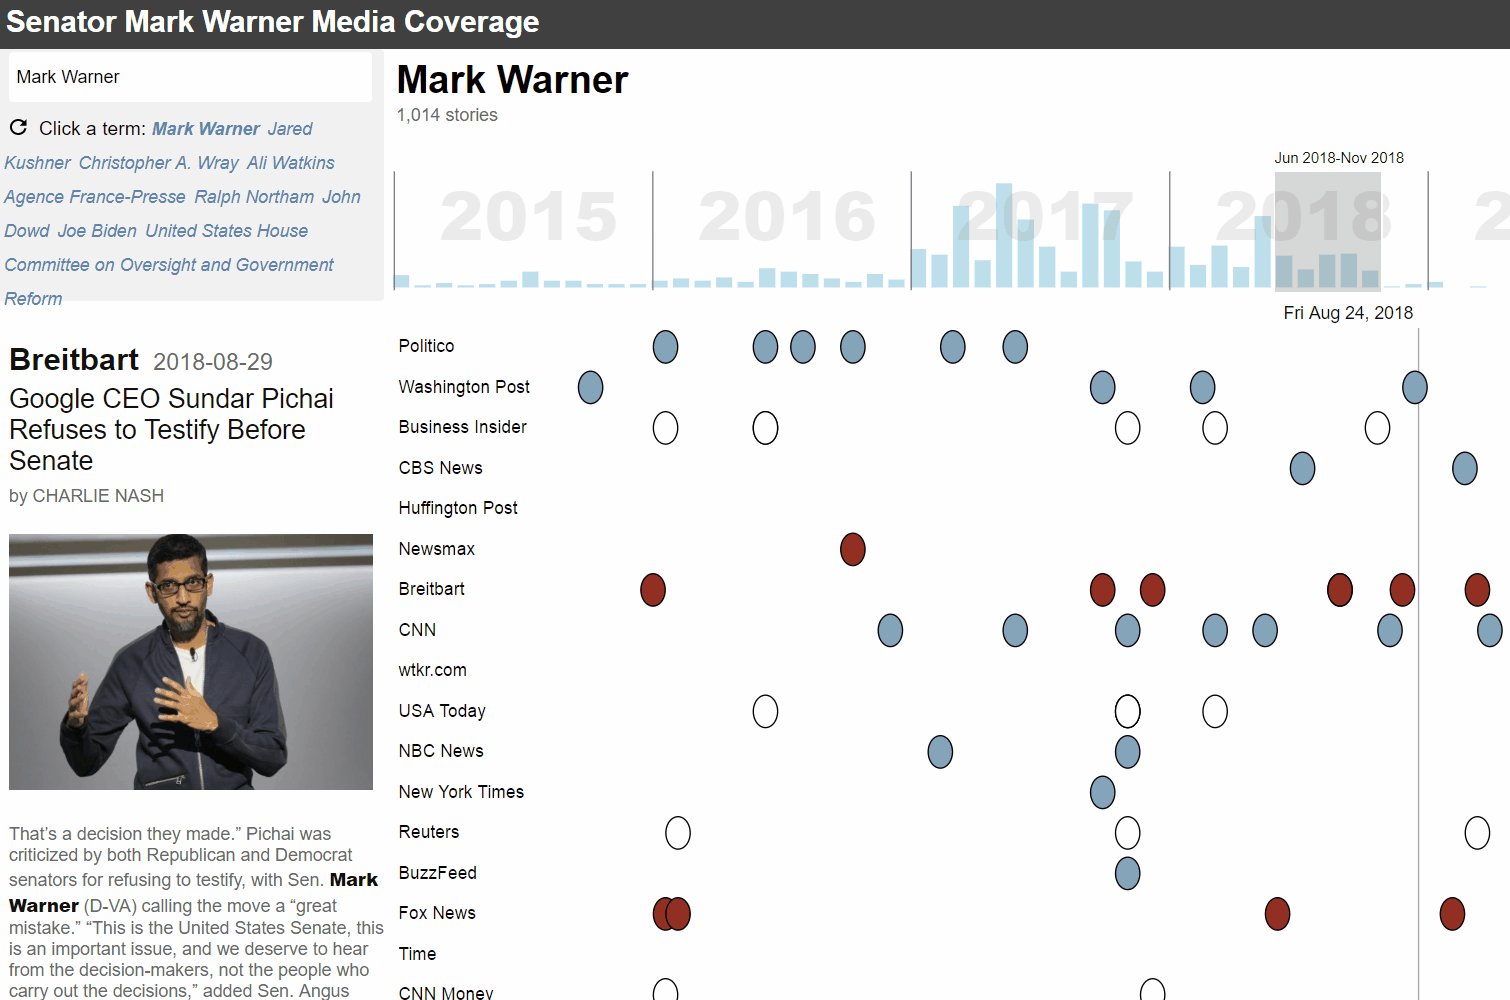 Senator Mark Warner Media Coverage
Mark Warner
Click a term: Mark Warner Jared
Kushner Christopher A. Wray Ali Watkins
Agence France-Presse Ralph Northam John
Dowd Joe Biden United States House
Committee on Oversight and Government
Reform
Breitbart 2018-08-29
Google CEO Sundar Pichai
Refuses to Testify Before
Senate
by CHARLIE NASH
That’s a decision they made.” Pichai was
criticized by both Republican and Democrat
senators for refusing to testify, with Sen. Mark
Warner (D-VA) calling the move a “great
mistake.” “This is the United States Senate, this
is an important issue, and we deserve to hear
from the decision-makers, not the people who
carry out the decisions,” added Sen. Angus
Mark Warner
1,014 stories
Jun 2018-Nov 2018
2015
2016
2017
2018
2
Fri Aug 24, 2018
Politico
Washington Post
Business Insider
CBS News
Huffington Post
Newsmax
Breitbart
CNN
wtkr.com
USA Today
NBC News
New York Times
Reuters
BuzzFeed
Fox News
Time
CNN Money